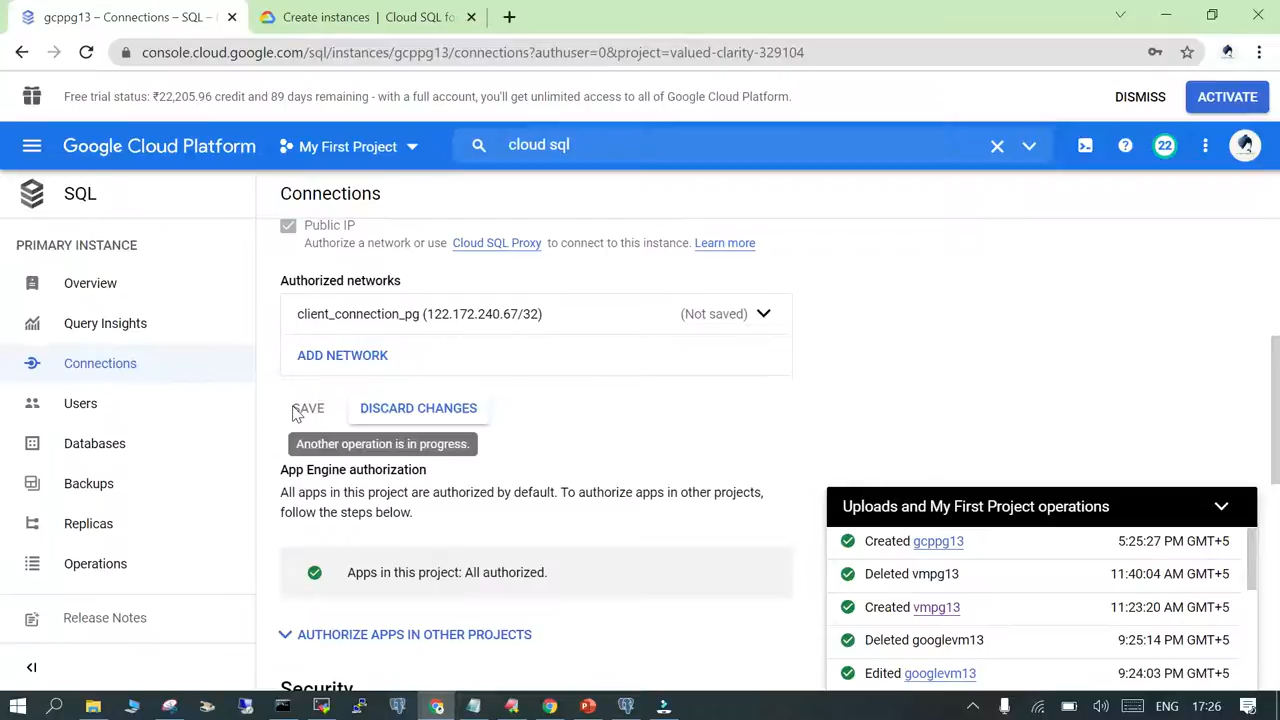 gcppg13 – Connections – SQL –
Create instances | Cloud SQL for
console.cloud.google.com/sql/instances/gcppg13/connections?authuser=0&project=valued-clarity-329104
Free trial status: ₹22,205.96 credit and 89 days remaining - with a full account, you'll get unlimited access to all of Google Cloud Platform.
DISMISS
ACTIVATE
Google Cloud Platform
My First Project
cloud sql
22
SQL
Connections
PRIMARY INSTANCE
Overview
Query Insights
Connections
Users
Databases
Backups
Replicas
Operations
Release Notes
Public IP
Authorize a network or use Cloud SQL Proxy to connect to this instance. Learn more
Authorized networks
client_connection_pg (122.172.240.67/32) (Not saved)
ADD NETWORK
SAVE
DISCARD CHANGES
Another operation is in progress.
App Engine authorization
All apps in this project are authorized by default. To authorize apps in other projects,
follow the steps below.
Apps in this project: All authorized.
AUTHORIZE APPS IN OTHER PROJECTS
Security
Uploads and My First Project operations
Created gcppg13 5:25:27 PM GMT+5
Deleted vmpg13 11:40:04 AM GMT+5
Created vmpg13 11:23:20 AM GMT+5
Deleted googlevm13 9:25:14 PM GMT+5
Edited googlevm13 9:24:03 PM GMT+5
ENG
17:26